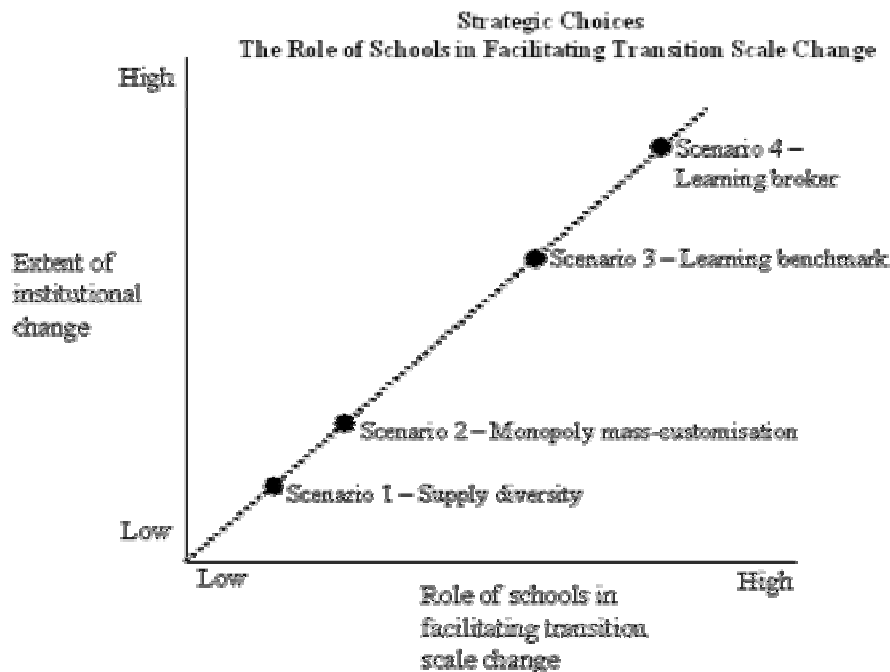 Strategic Choices
The Role of Schools in Facilitating Transition Scale Change
High
Scenario 4 –
Learning broker
Scenario 3 – Learning benchmark
Extent of
institutional
change
Scenario 2 – Monopoly mass-customisation
Scenario 1 – Supply diversity
Low
Low
High
Role of schools in
facilitating transition
scale change